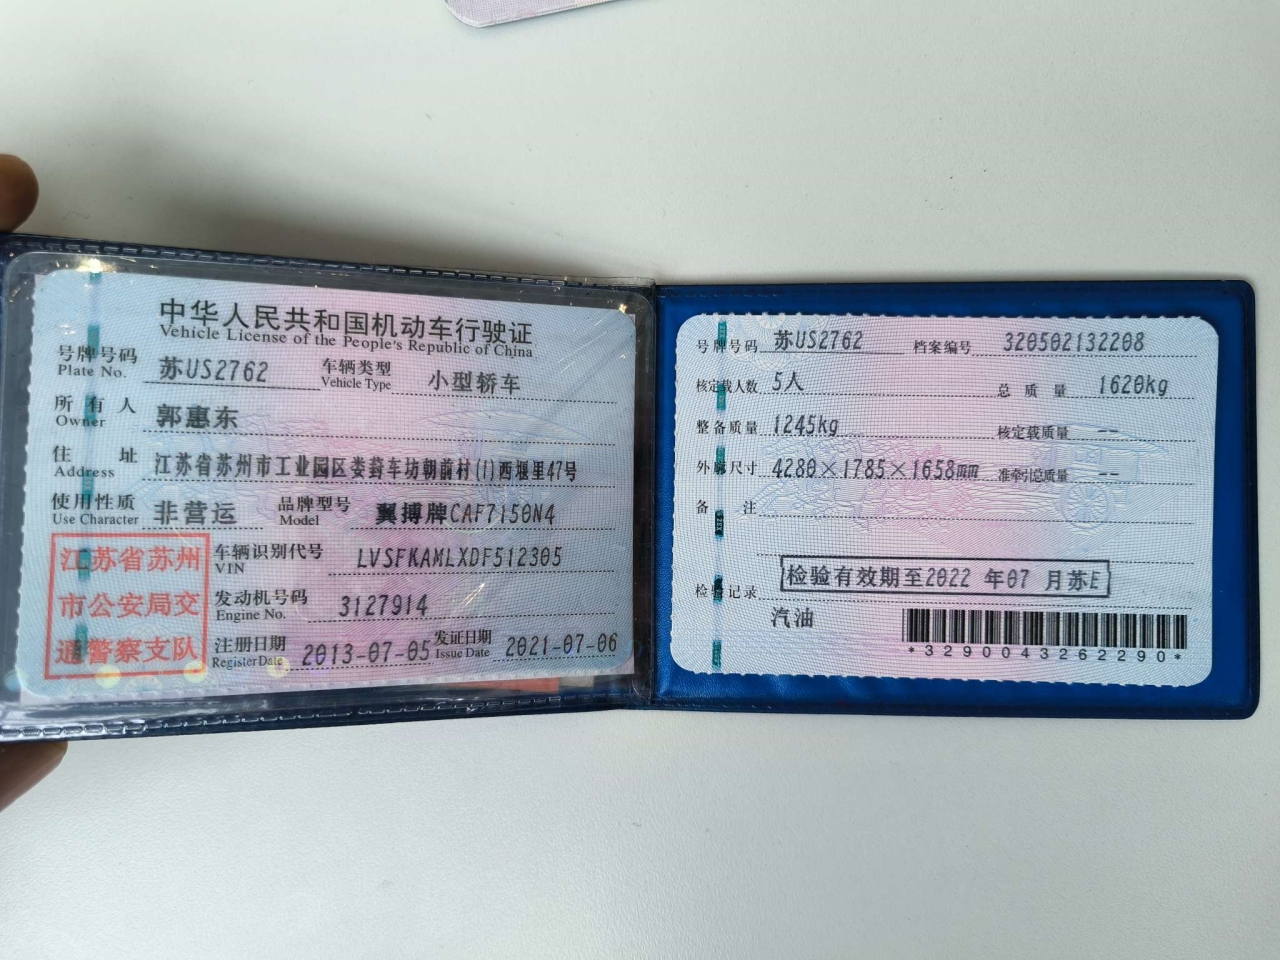 中华人民共和国机动车行驶证
Vehicle License of the People's Republic of China
号牌号码 苏US2762 车辆类型 小型轿车
Plate No. Vehicle Type
所有人 郭惠东
Owner
住址 江苏省苏州市工业园区娄葑车坊朝前村(1)西堰里47号
Address
使用性质 非营运 品牌型号 翼搏牌CAF7150N4
Use Character Model
江苏省苏州
市公安局交
通警察支队
车辆识别代号 LVSFKAMLXDF512305
VIN
发动机号码 3127914
Engine No.
注册日期 2013-07-05 发证日期 2021-07-06
Register Date Issue Date
号牌号码 苏US2762 档案编号 320502132208
核定载人数 5人 总质量 1620kg
整备质量 1245kg 核定载质量 --
外廓尺寸 4280×1785×1658mm 准牵引总质量 --
备注
检验记录 检验有效期至2022 年07 月苏E
汽油
*3290043262290*